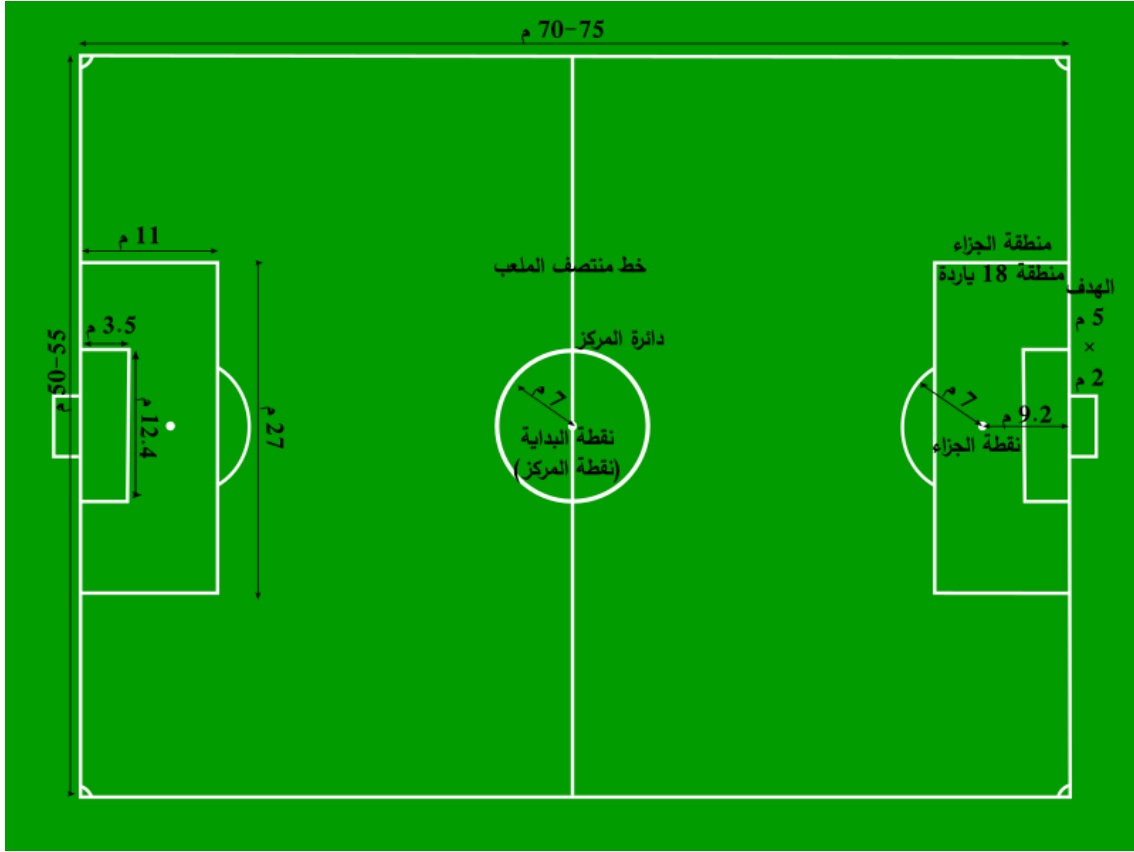 70-75 م
11 م
منطقة الجزاء
منطقة 18 ياردة
خط منتصف الملعب
الهدف
5 م
×
2 م
3.5 م
دائرة المركز
50-55 م
7 م
7 م
9.2 م
12.4 م
27 م
نقطة البداية
(نقطة المركز)
نقطة الجزاء